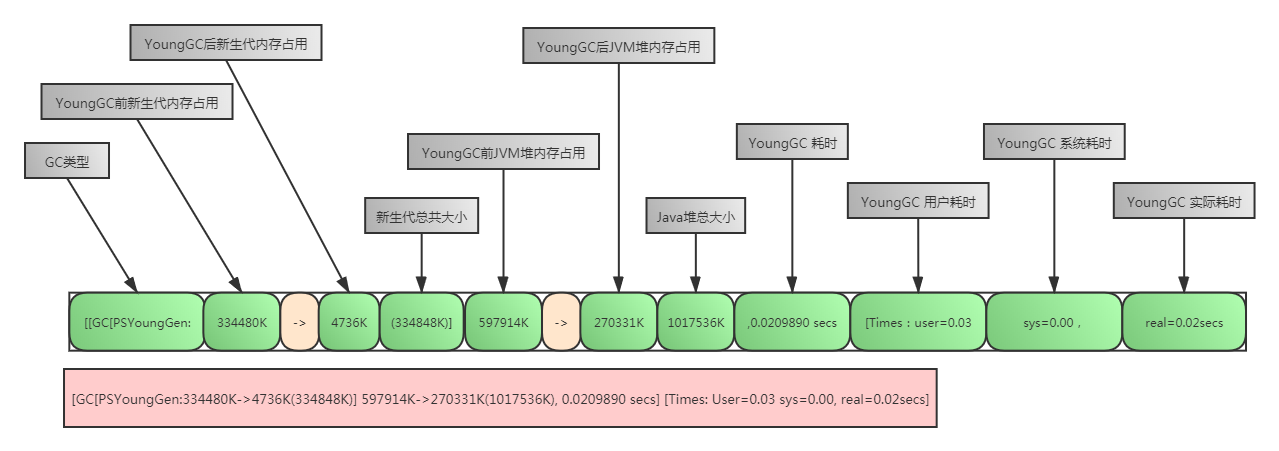 YoungGC后新生代内存占用
YoungGC后JVM堆内存占用
YoungGC前新生代内存占用
GC类型
YoungGC前JVM堆内存占用
YoungGC 耗时
YoungGC 系统耗时
新生代总共大小
Java堆总大小
YoungGC 用户耗时
YoungGC 实际耗时
[[GC[PSYoungGen: 334480K -> 4736K (334848K)] 597914K -> 270331K 1017536K ,0.0209890 secs [Times : user=0.03 sys=0.00 , real=0.02secs
[GC[PSYoungGen:334480K->4736K(334848K)] 597914K->270331K(1017536K), 0.0209890 secs] [Times: User=0.03 sys=0.00, real=0.02secs]